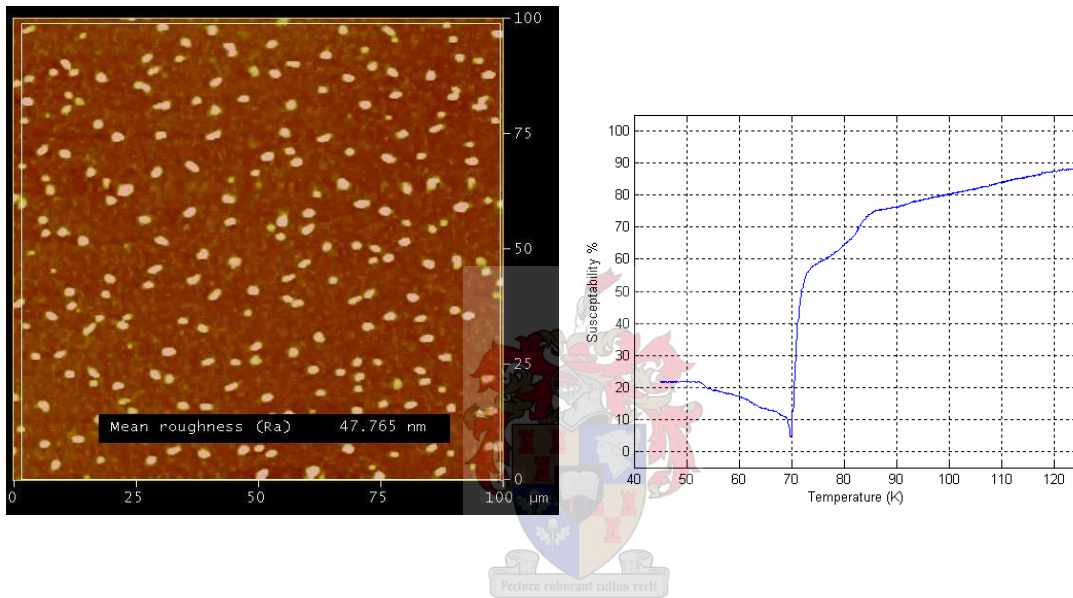 100
75
50
25
0
Mean roughness (Ra) 47.765 nm
0 25 50 75 100 µm
100
90
80
70
60
50
40
30
20
10
0
Susceptability %
40 50 60 70 80 90 100 110 120
Temperature (K)
Pectora roborant cultus recti